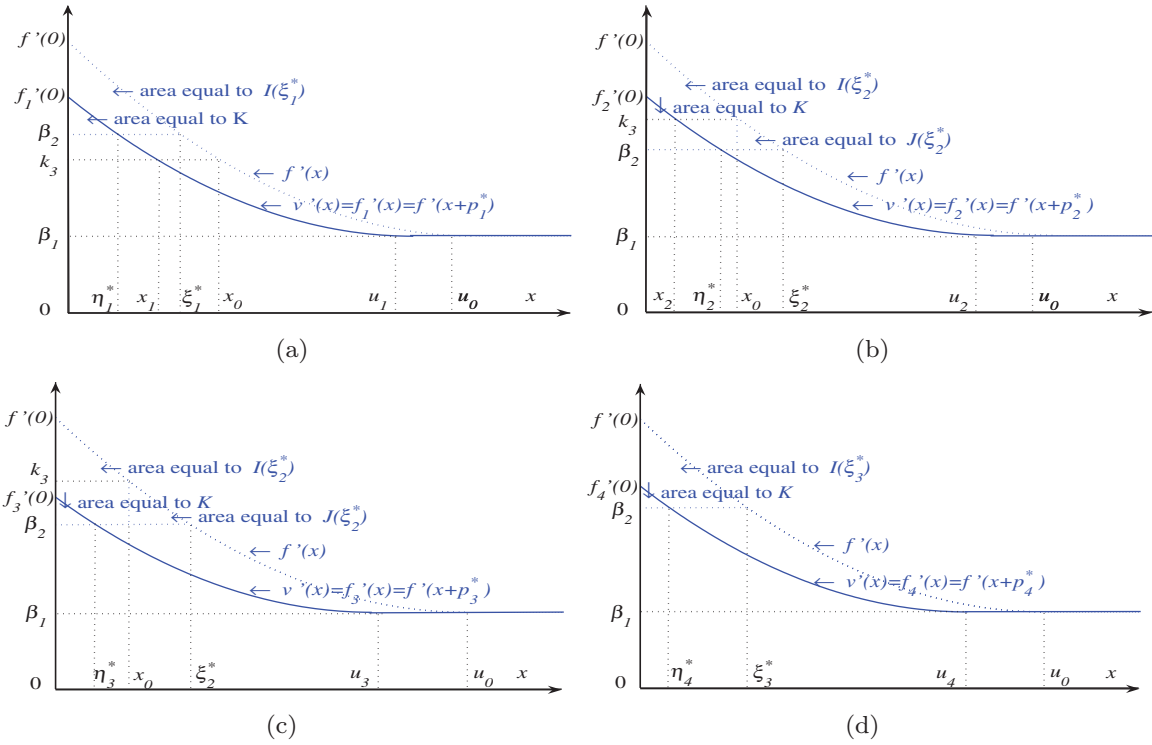 f'(0)
← area equal to I(ξ₁*)
f₁'(0)
← area equal to K
β₂
k₃
← f'(x)
← v'(x)=f₁'(x)=f'(x+p₁*)
β₁
η₁* x₁ ξ₁* x₀ u₁ u₀ x
0
(a)
f'(0)
← area equal to I(ξ₂*)
f₂'(0)
↓ area equal to K
k₃
← area equal to J(ξ₂*)
β₂
← f'(x)
← v'(x)=f₂'(x)=f'(x+p₂*)
β₁
x₂ η₂* x₀ ξ₂* u₂ u₀ x
0
(b)
f'(0)
← area equal to I(ξ₂*)
k₃
f₃'(0)
↓ area equal to K
← area equal to J(ξ₂*)
β₂
← f'(x)
← v'(x)=f₃'(x)=f'(x+p₃*)
β₁
η₃* x₀ ξ₂* u₃ u₀ x
0
(c)
f'(0)
← area equal to I(ξ₃*)
f₄'(0)
↓ area equal to K
β₂
← f'(x)
← v'(x)=f₄'(x)=f'(x+p₄*)
β₁
η₄* ξ₃* u₄ u₀ x
0
(d)